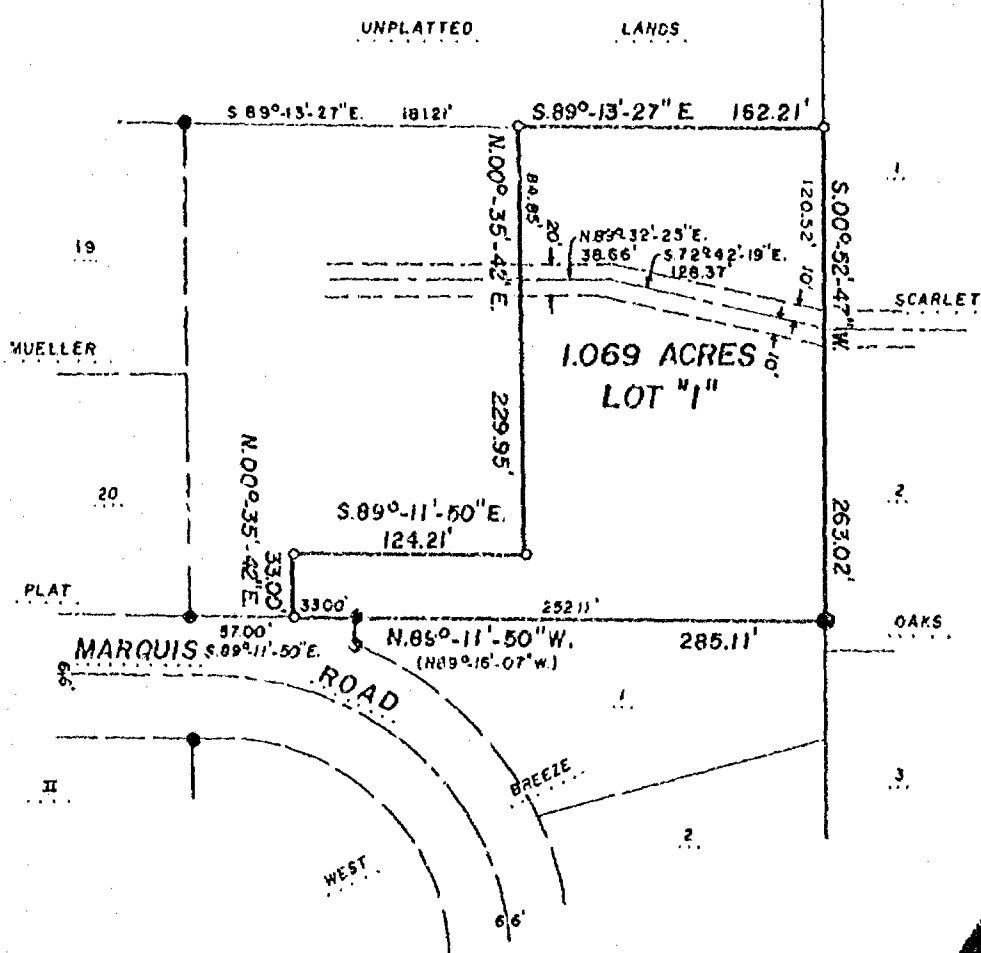 UNPLATTED LANDS
S 89°-13'-27" E. 181.21'
S.89°-13'-27" E. 162.21'
1
N.00°-35'-42" E.
84.85'
20'
N.89°32'-25"E.
38.66'
S.72°42'-19"E.
128.37'
120.52'
10'
S.00°-52'-47"W.
19
SCARLET
MUELLER
10'
1.069 ACRES
LOT "1"
229.95'
20
N.00°-35'-42" E.
33.00'
S.89°-11'-50"E.
124.21'
2
263.02'
PLAT
33.00'
252.11'
OAKS
57.00'
S.89°-11'-50"E.
N.89°-11'-50"W.
285.11'
(N89°-16'-07"W.)
MARQUIS
ROAD
66'
1
II
BREEZE
3
2
WEST
66'